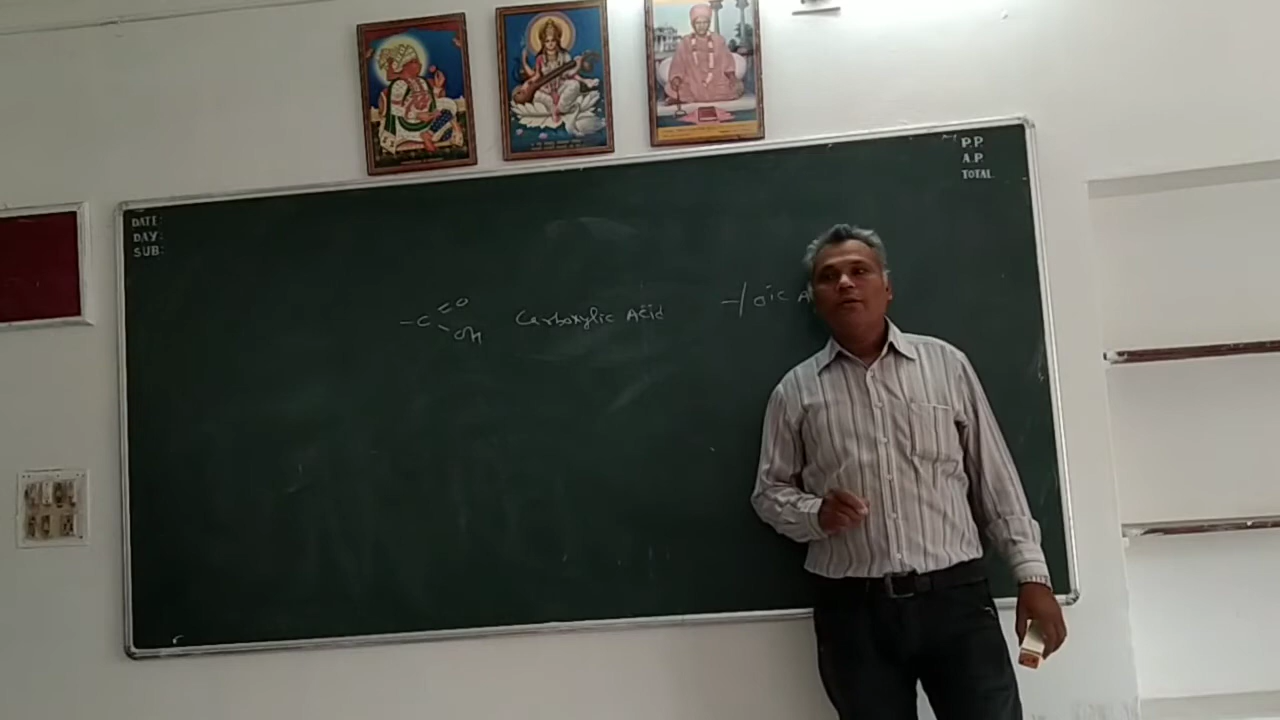 P.P.
A.P.
TOTAL
DATE:
DAY:
SUB:
-C =O OH Carboxylic Acid -/oic A